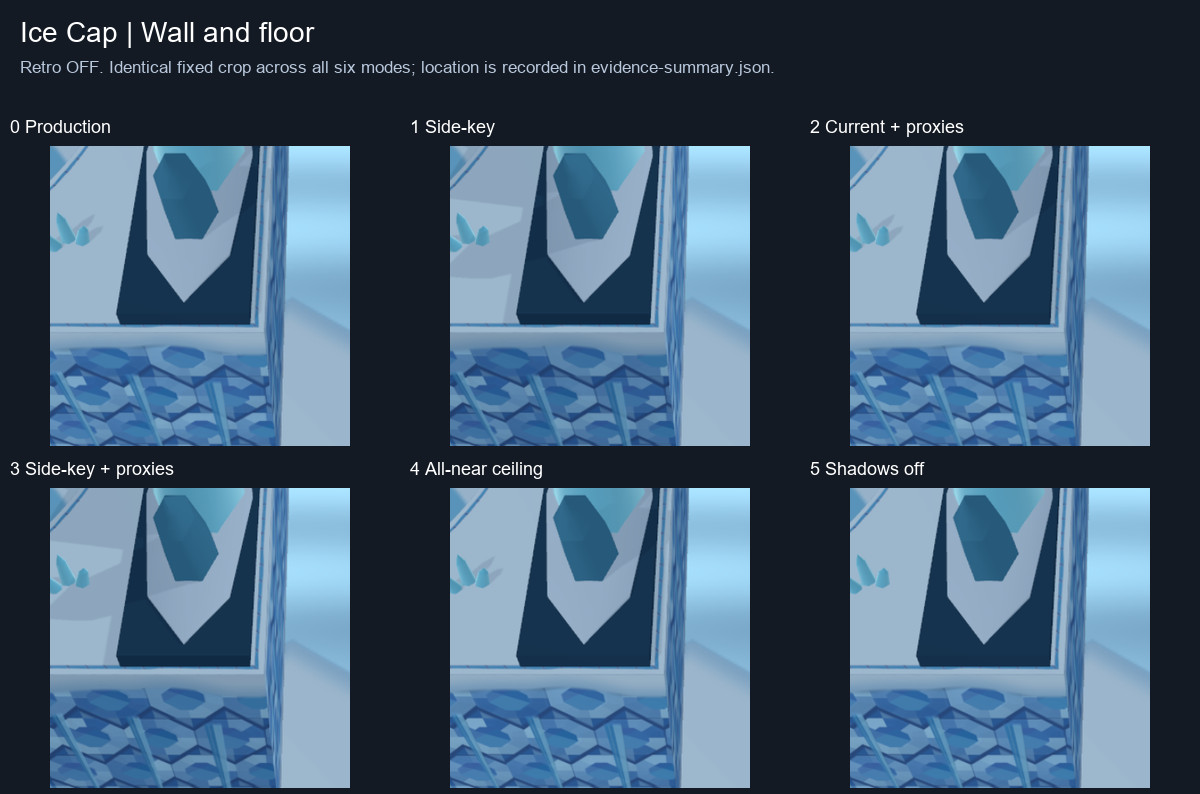 Ice Cap | Wall and floor
Retro OFF. Identical fixed crop across all six modes; location is recorded in evidence-summary.json.
0 Production
1 Side-key
2 Current + proxies
3 Side-key + proxies
4 All-near ceiling
5 Shadows off